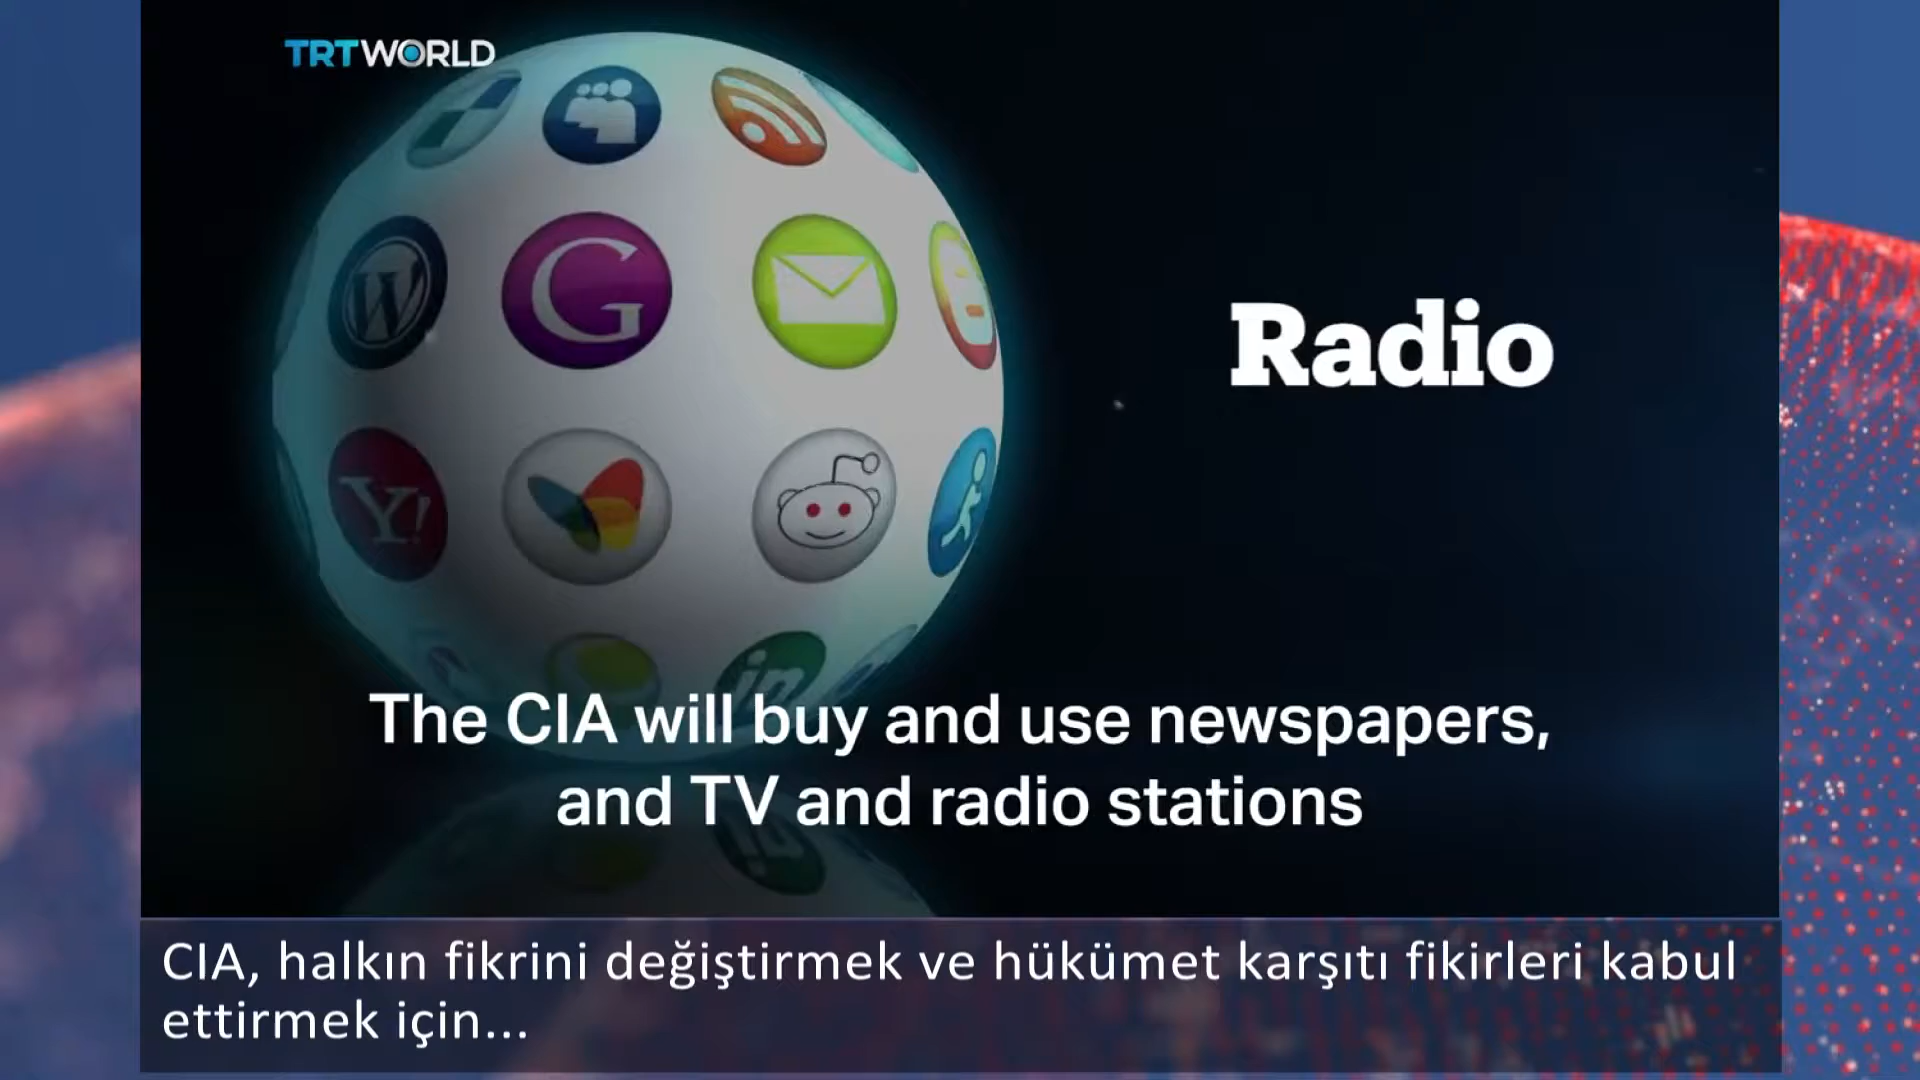 TRTWORLD
W
G
Y!
in
Radio
The CIA will buy and use newspapers,
and TV and radio stations
CIA, halkın fikrini değiştirmek ve hükümet karşıtı fikirleri kabul
ettirmek için...